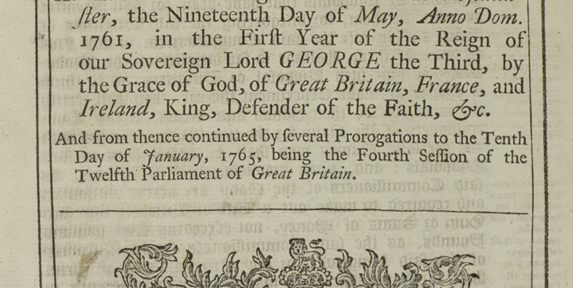 ſter, the Nineteenth Day of May, Anno Dom.
1761, in the Firſt Year of the Reign of
our Sovereign Lord GEORGE the Third, by
the Grace of God, of Great Britain, France, and
Ireland, King, Defender of the Faith, &c.
And from thence continued by ſeveral Prorogations to the Tenth
Day of January, 1765, being the Fourth Seſſion of the
Twelfth Parliament of Great Britain.